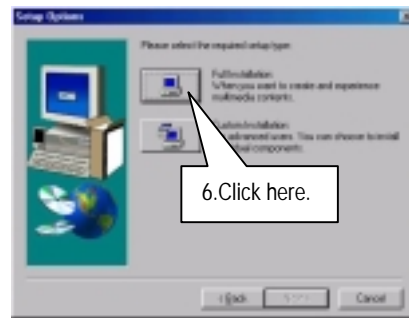 Setup Options
Please select the required setup type.
Full Installation
When you want to create and experience
multimedia contents.
Custom Installation
advanced users. You can choose to install
components.
6.Click here.
< Back
Cancel